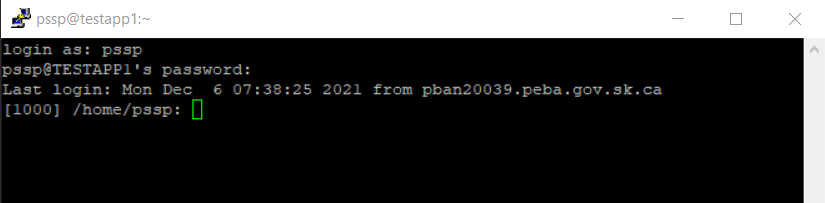 pssp@testapp1:~
login as: pssp
pssp@TESTAPP1's password:
Last login: Mon Dec  6 07:38:25 2021 from pban20039.peba.gov.sk.ca
[1000] /home/pssp: